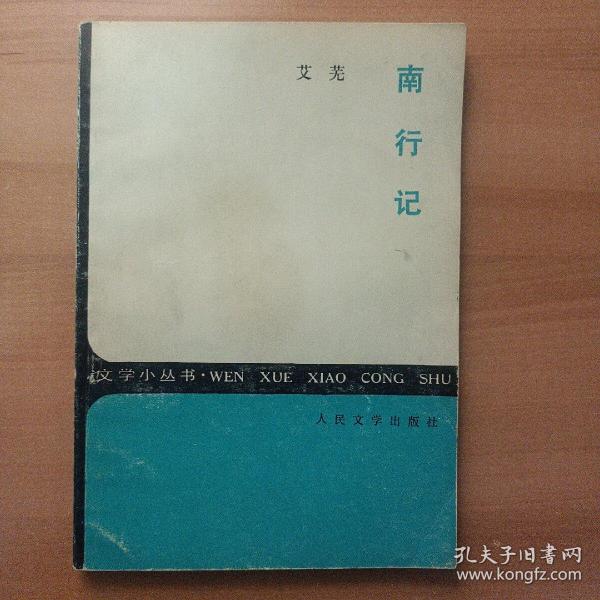 艾芜
南行记
文学小丛书·WEN XUE XIAO CONG SHU
人民文学出版社
孔夫子旧书网
www.kongfz.com